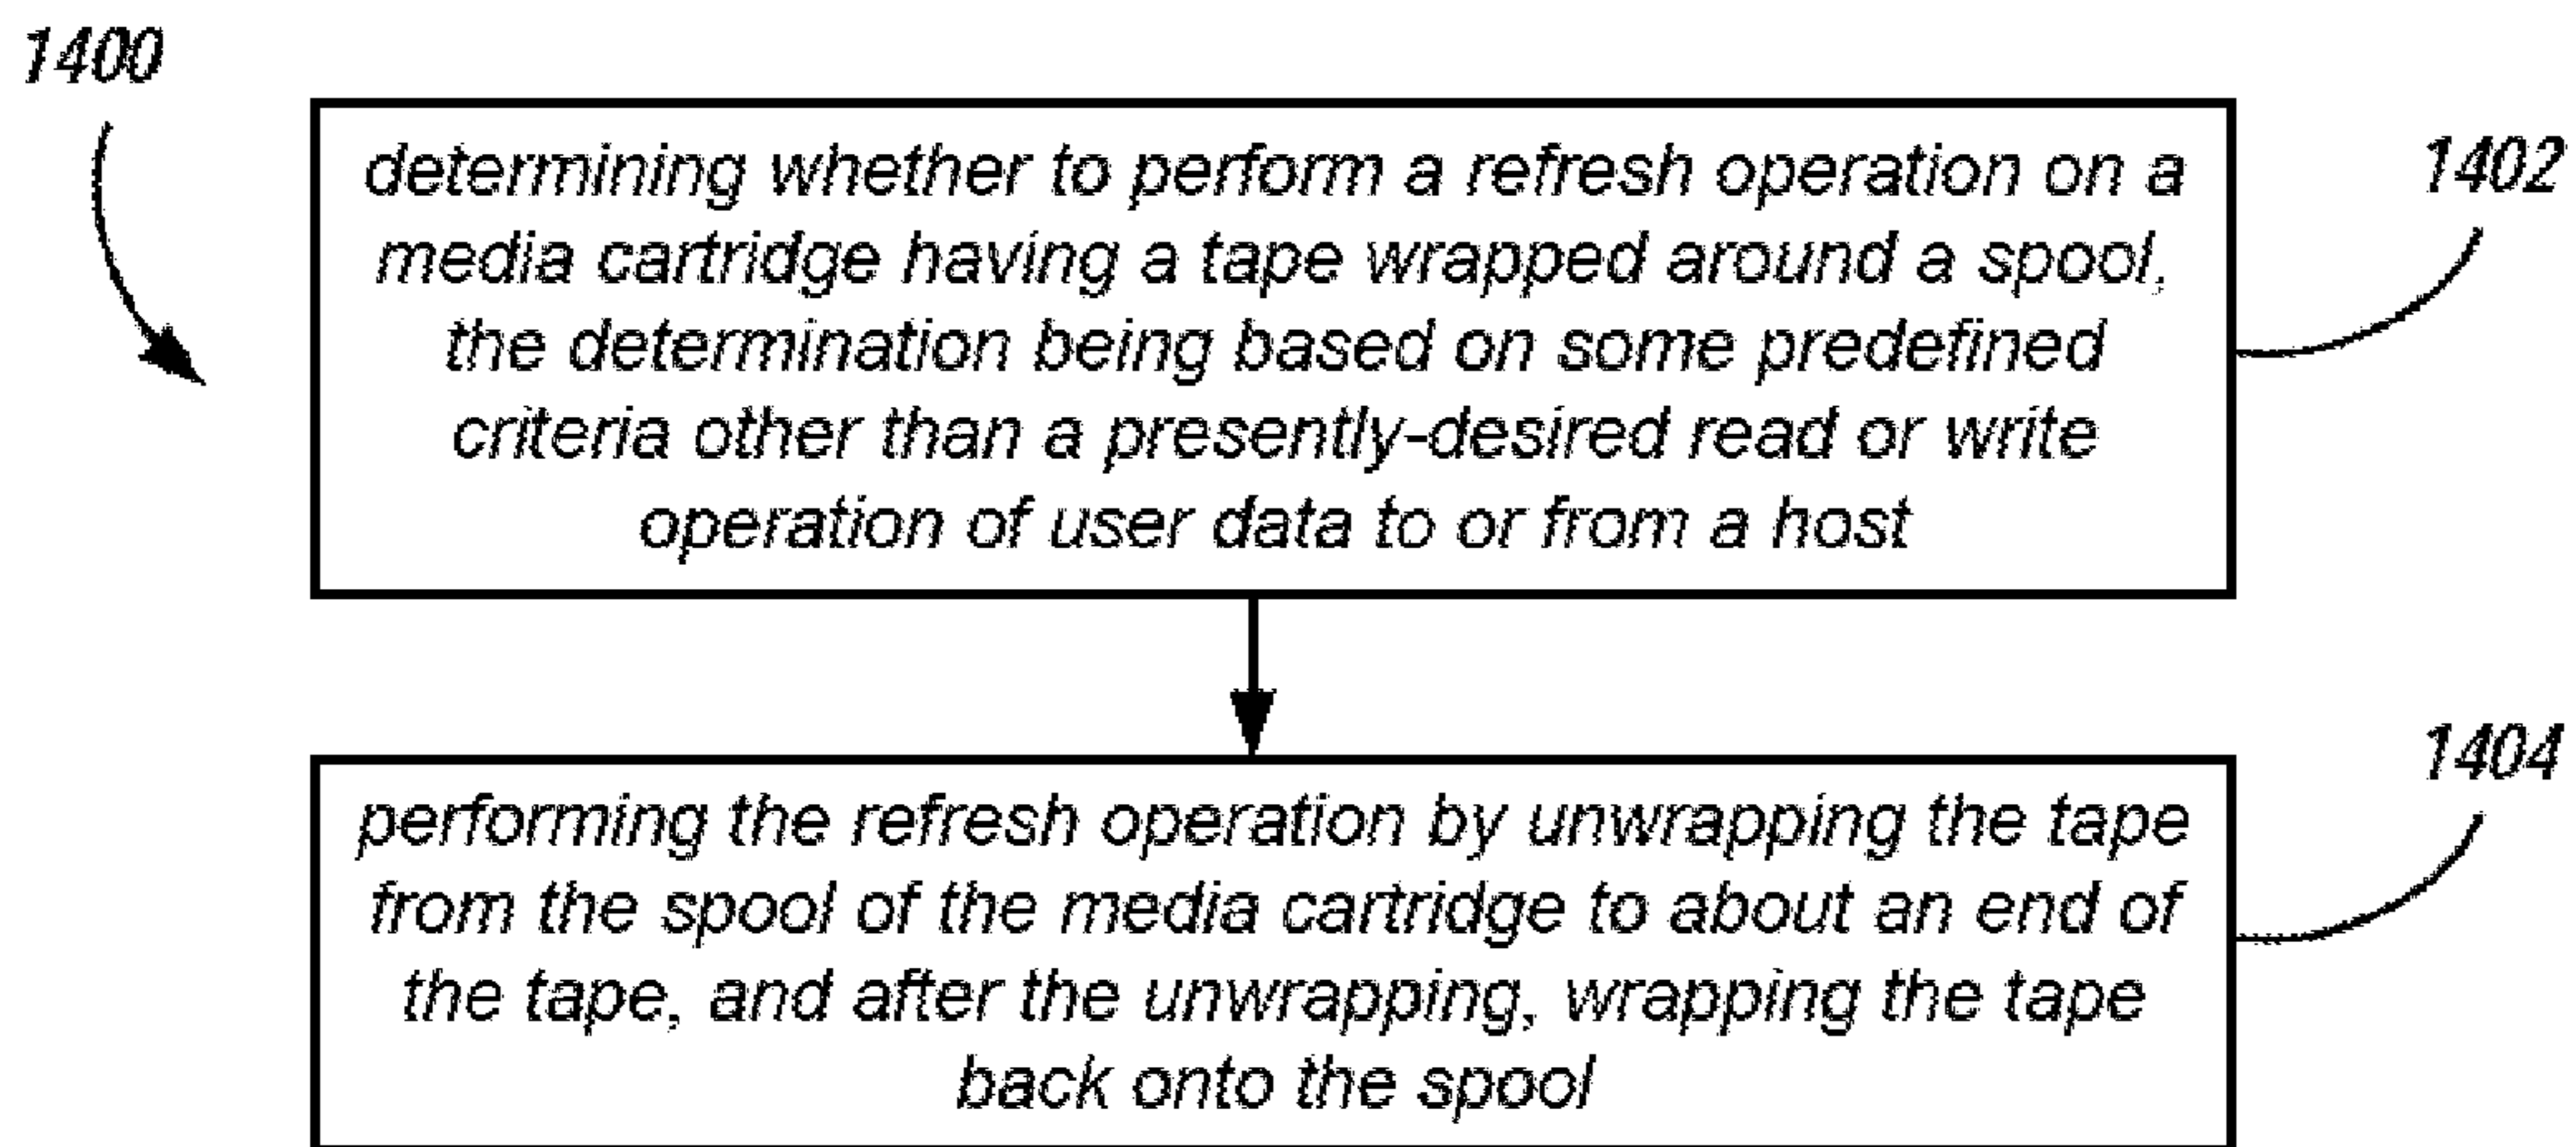 1400
determining whether to perform a refresh operation on a
media cartridge having a tape wrapped around a spool,
the determination being based on some predefined
criteria other than a presently-desired read or write
operation of user data to or from a host
1402
performing the refresh operation by unwrapping the tape
from the spool of the media cartridge to about an end of
the tape, and after the unwrapping, wrapping the tape
back onto the spool
1404